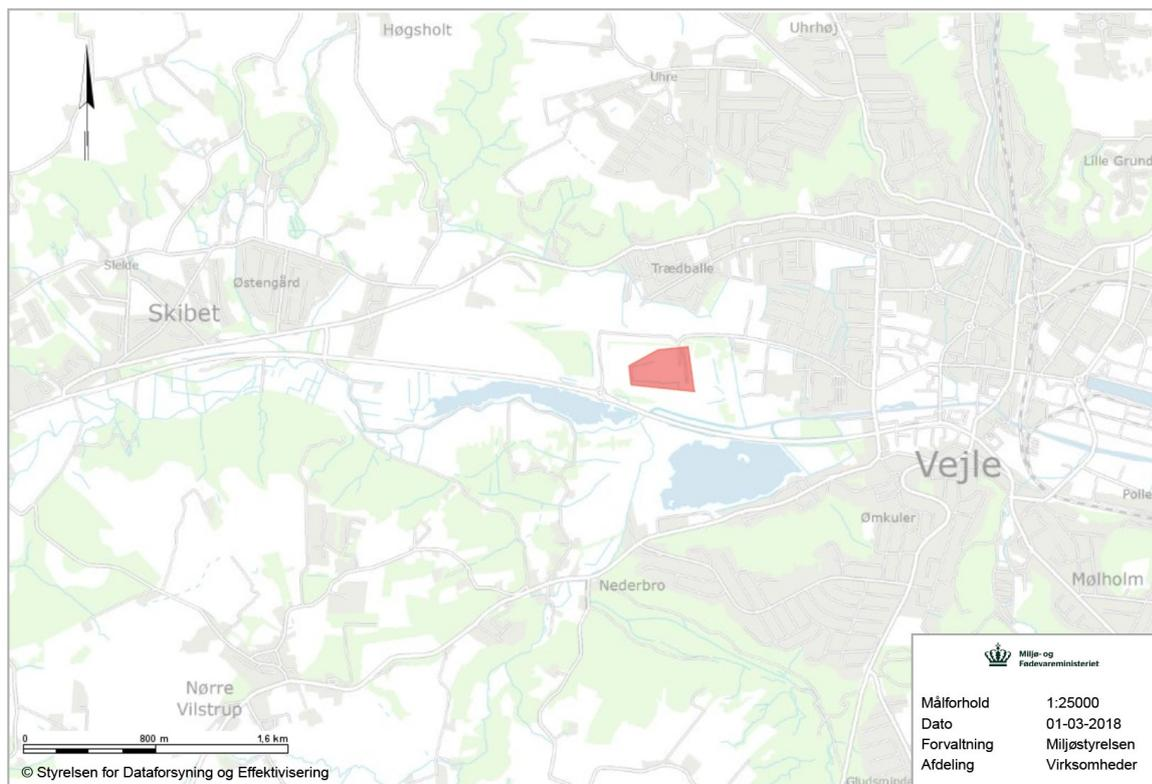 Høgsholt
Uhrhøj
Uhre
Lille Grund
Slelde
Østengård
Trædballe
Skibet
Vejle
Polle
Ømkuler
Nederbro
Mølholm
Nørre
Vilstrup
Gludsminde
0 800 m 1,6 km
© Styrelsen for Dataforsyning og Effektivisering
Miljø- og
Fødevareministeriet
Målforhold 1:25000
Dato 01-03-2018
Forvaltning Miljøstyrelsen
Afdeling Virksomheder